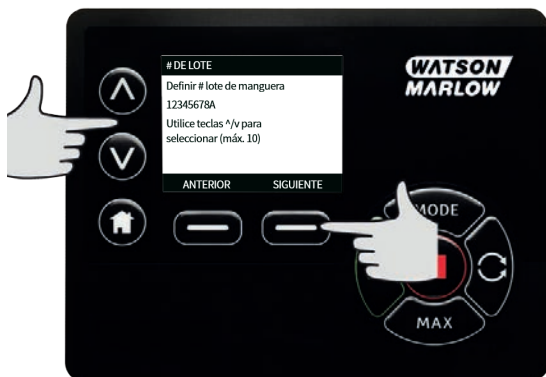 # DE LOTE
WATSON
MARLOW
Definir # lote de manguera
12345678A
Utilice teclas ^/v para
seleccionar (máx. 10)
ANTERIOR SIGUIENTE
MODE
MAX